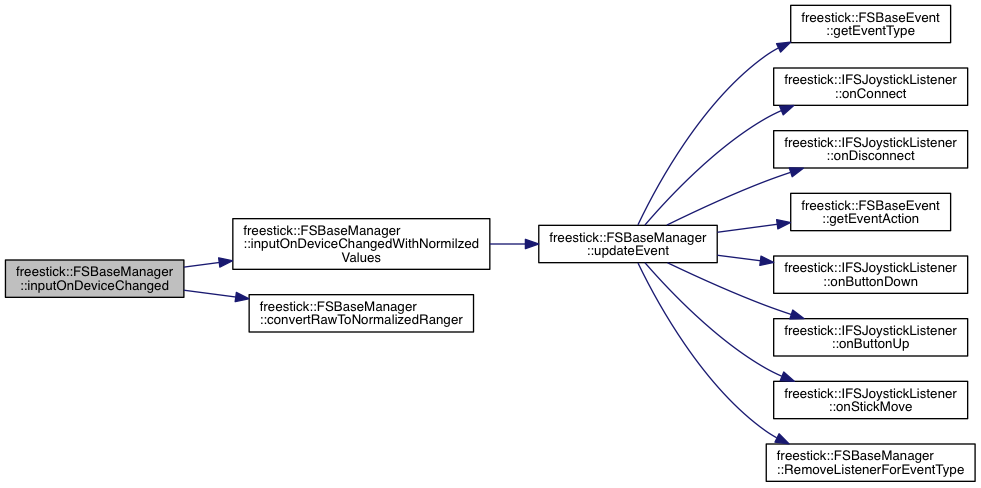 freestick::FSBaseManager
::inputOnDeviceChanged
freestick::FSBaseManager
::inputOnDeviceChangedWithNormilzed
Values
freestick::FSBaseManager
::convertRawToNormalizedRanger
freestick::FSBaseManager
::updateEvent
freestick::FSBaseEvent
::getEventType
freestick::IFSJoystickListener
::onConnect
freestick::IFSJoystickListener
::onDisconnect
freestick::FSBaseEvent
::getEventAction
freestick::IFSJoystickListener
::onButtonDown
freestick::IFSJoystickListener
::onButtonUp
freestick::IFSJoystickListener
::onStickMove
freestick::FSBaseManager
::RemoveListenerForEventType